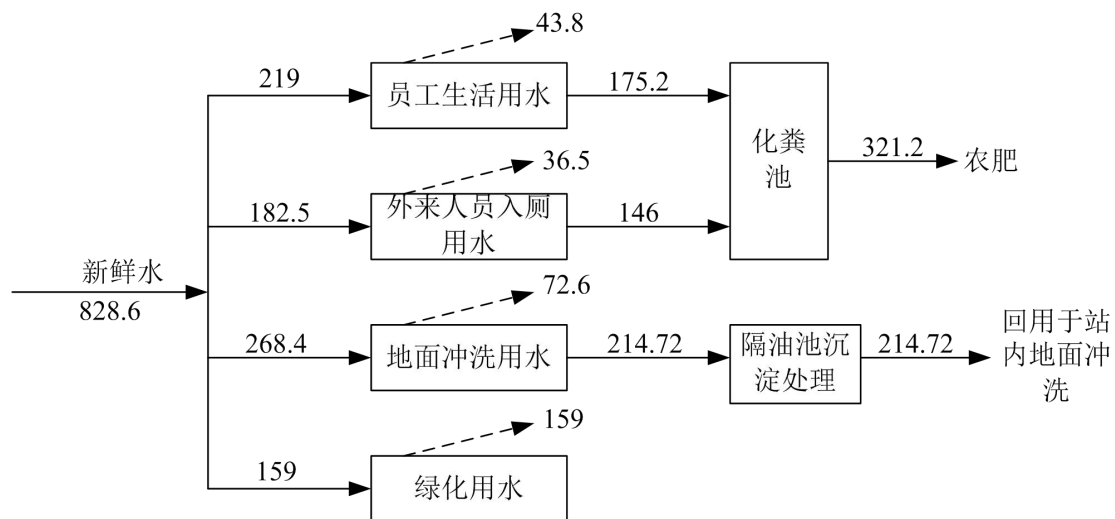 43.8
219
员工生活用水
175.2
化粪
池
321.2
农肥
36.5
182.5
外来人员入厕
用水
146
新鲜水
828.6
72.6
268.4
地面冲洗用水
214.72
隔油池沉
淀处理
214.72
回用于站
内地面冲
洗
159
159
绿化用水